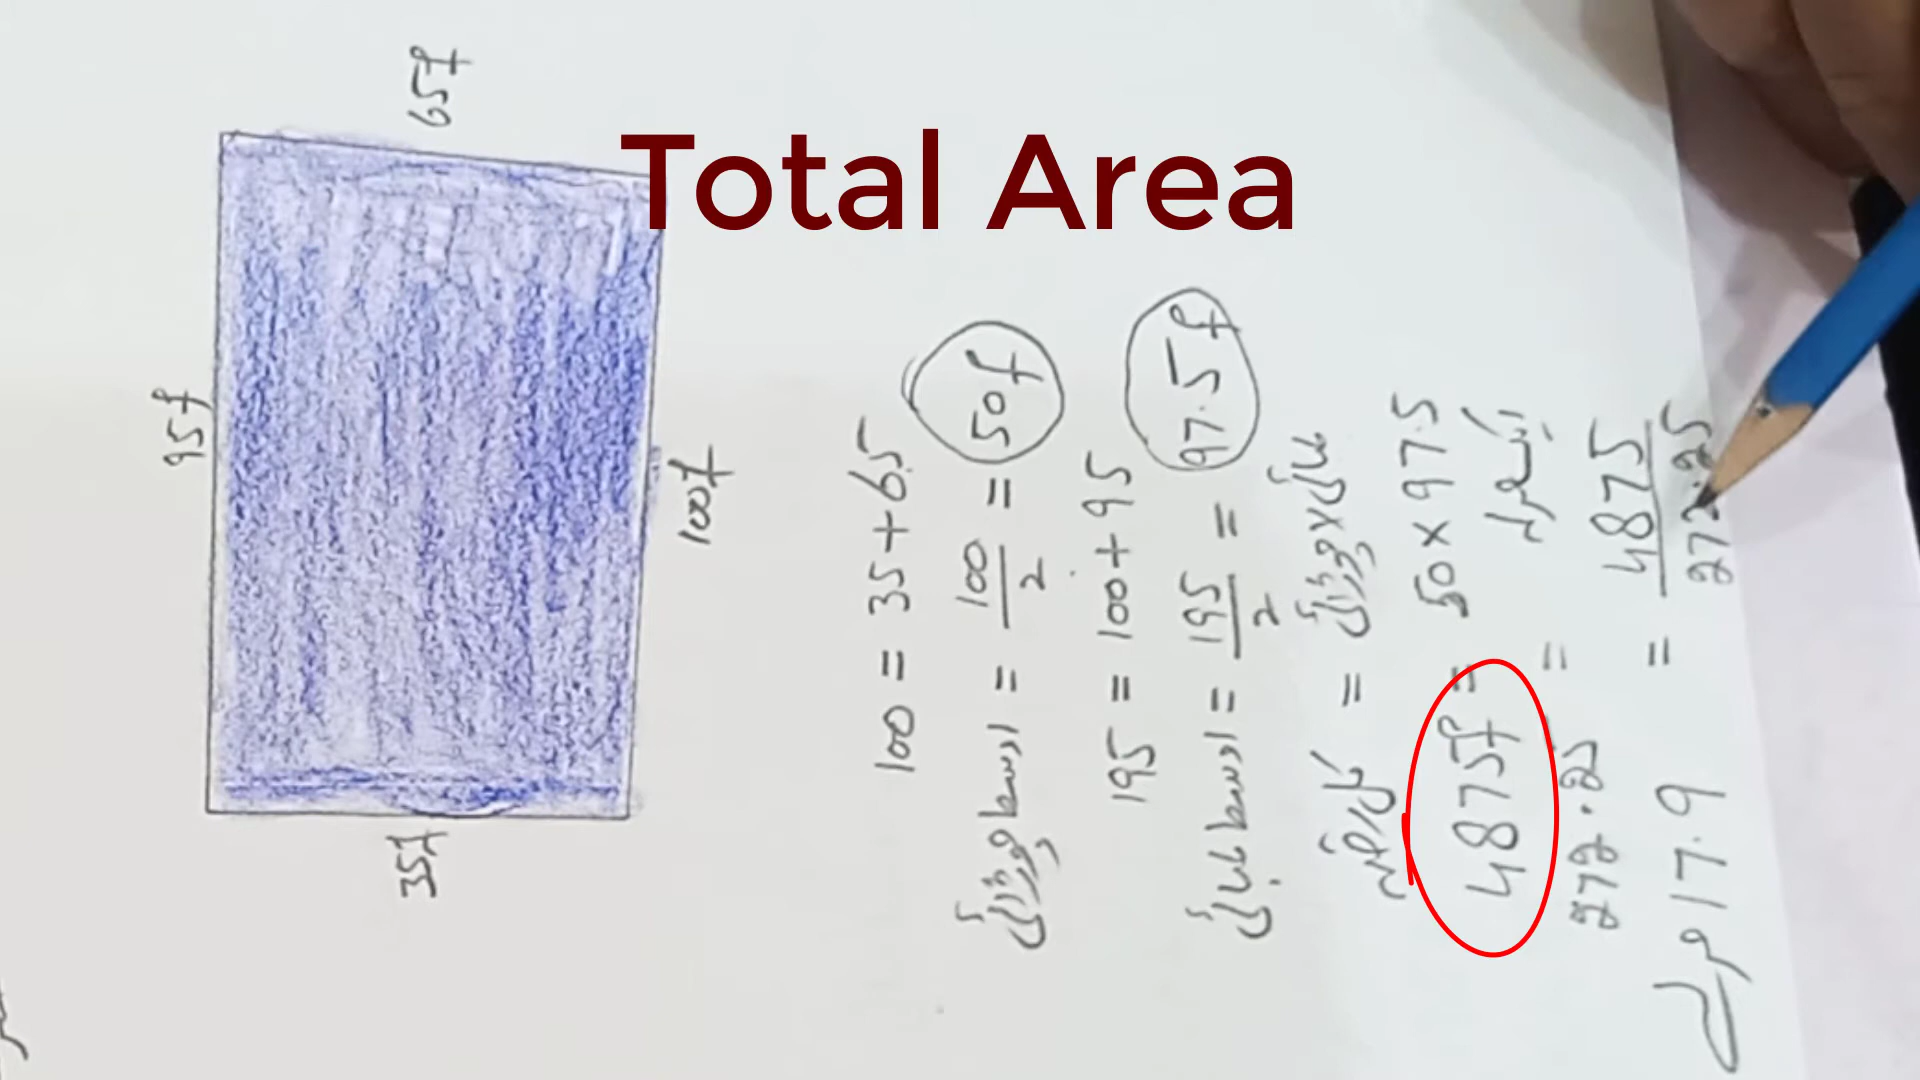 Total Area
65f
95f
100f
35f
100 = 35+65
اوسط چوڑائی = 100/2 = 50f
195 = 100+95
اوسط لمبائی = 195/2 = 97.5f
کل رقبہ = لمبائی x چوڑائی
4875f = 50 x 97.5
272.25 =
= 4875/272.25
17.9 مرلے